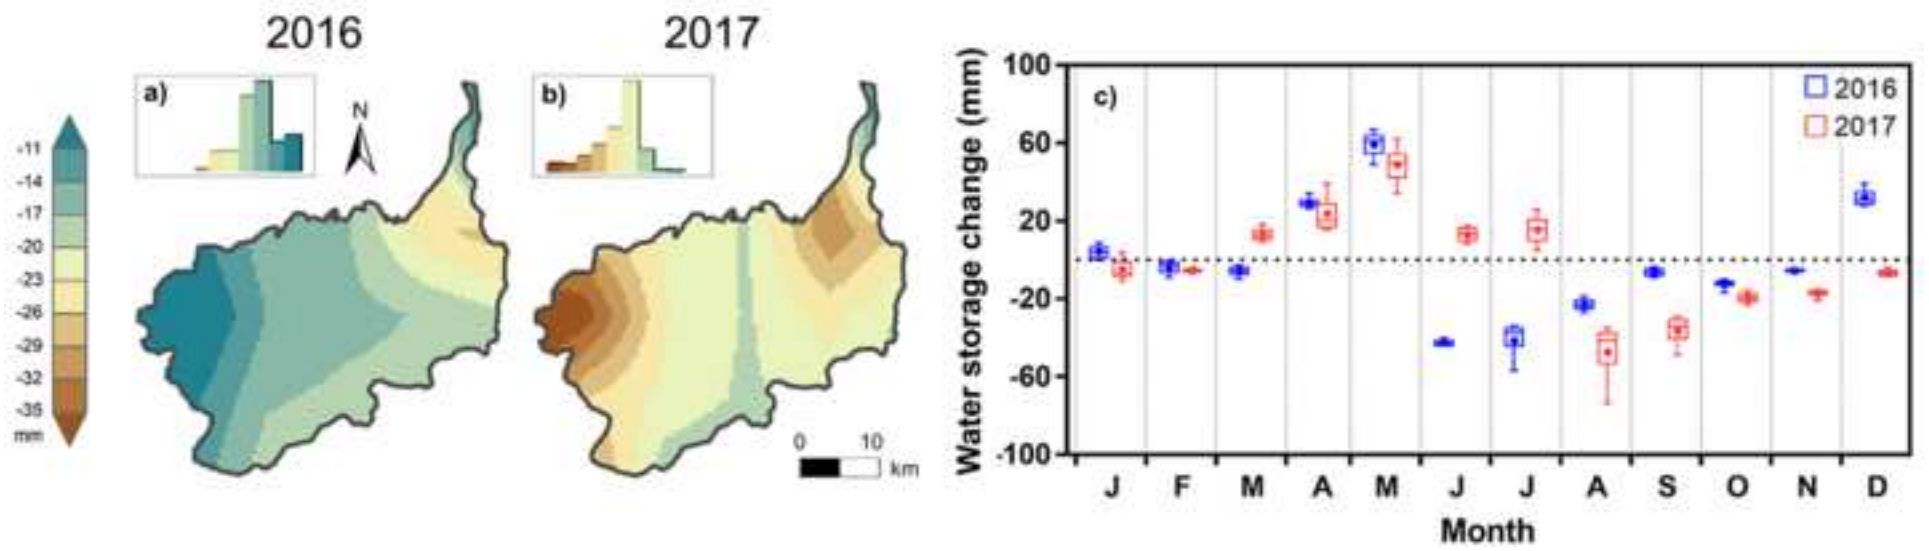 2016
2017
a)
N
b)
-11
-14
-17
-20
-23
-26
-29
-32
-35
mm
0 10
km
Water storage change (mm)
100
60
20
-20
-60
-100
c)
2016
2017
J F M A M J J A S O N D
Month